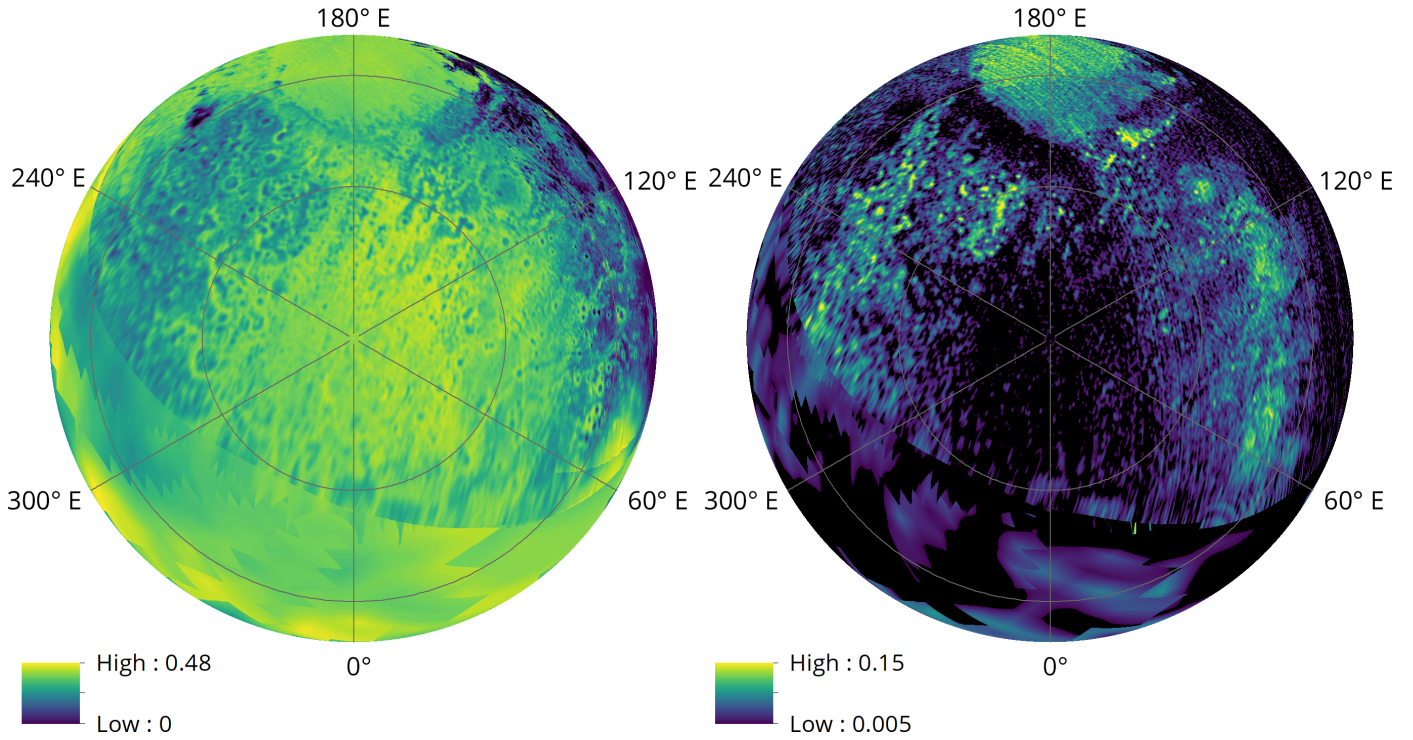 180° E 180° E
240° E 120° E 240° E 120° E
300° E 60° E 300° E 60° E
0° 0°
High : 0.48 High : 0.15
Low : 0 Low : 0.005